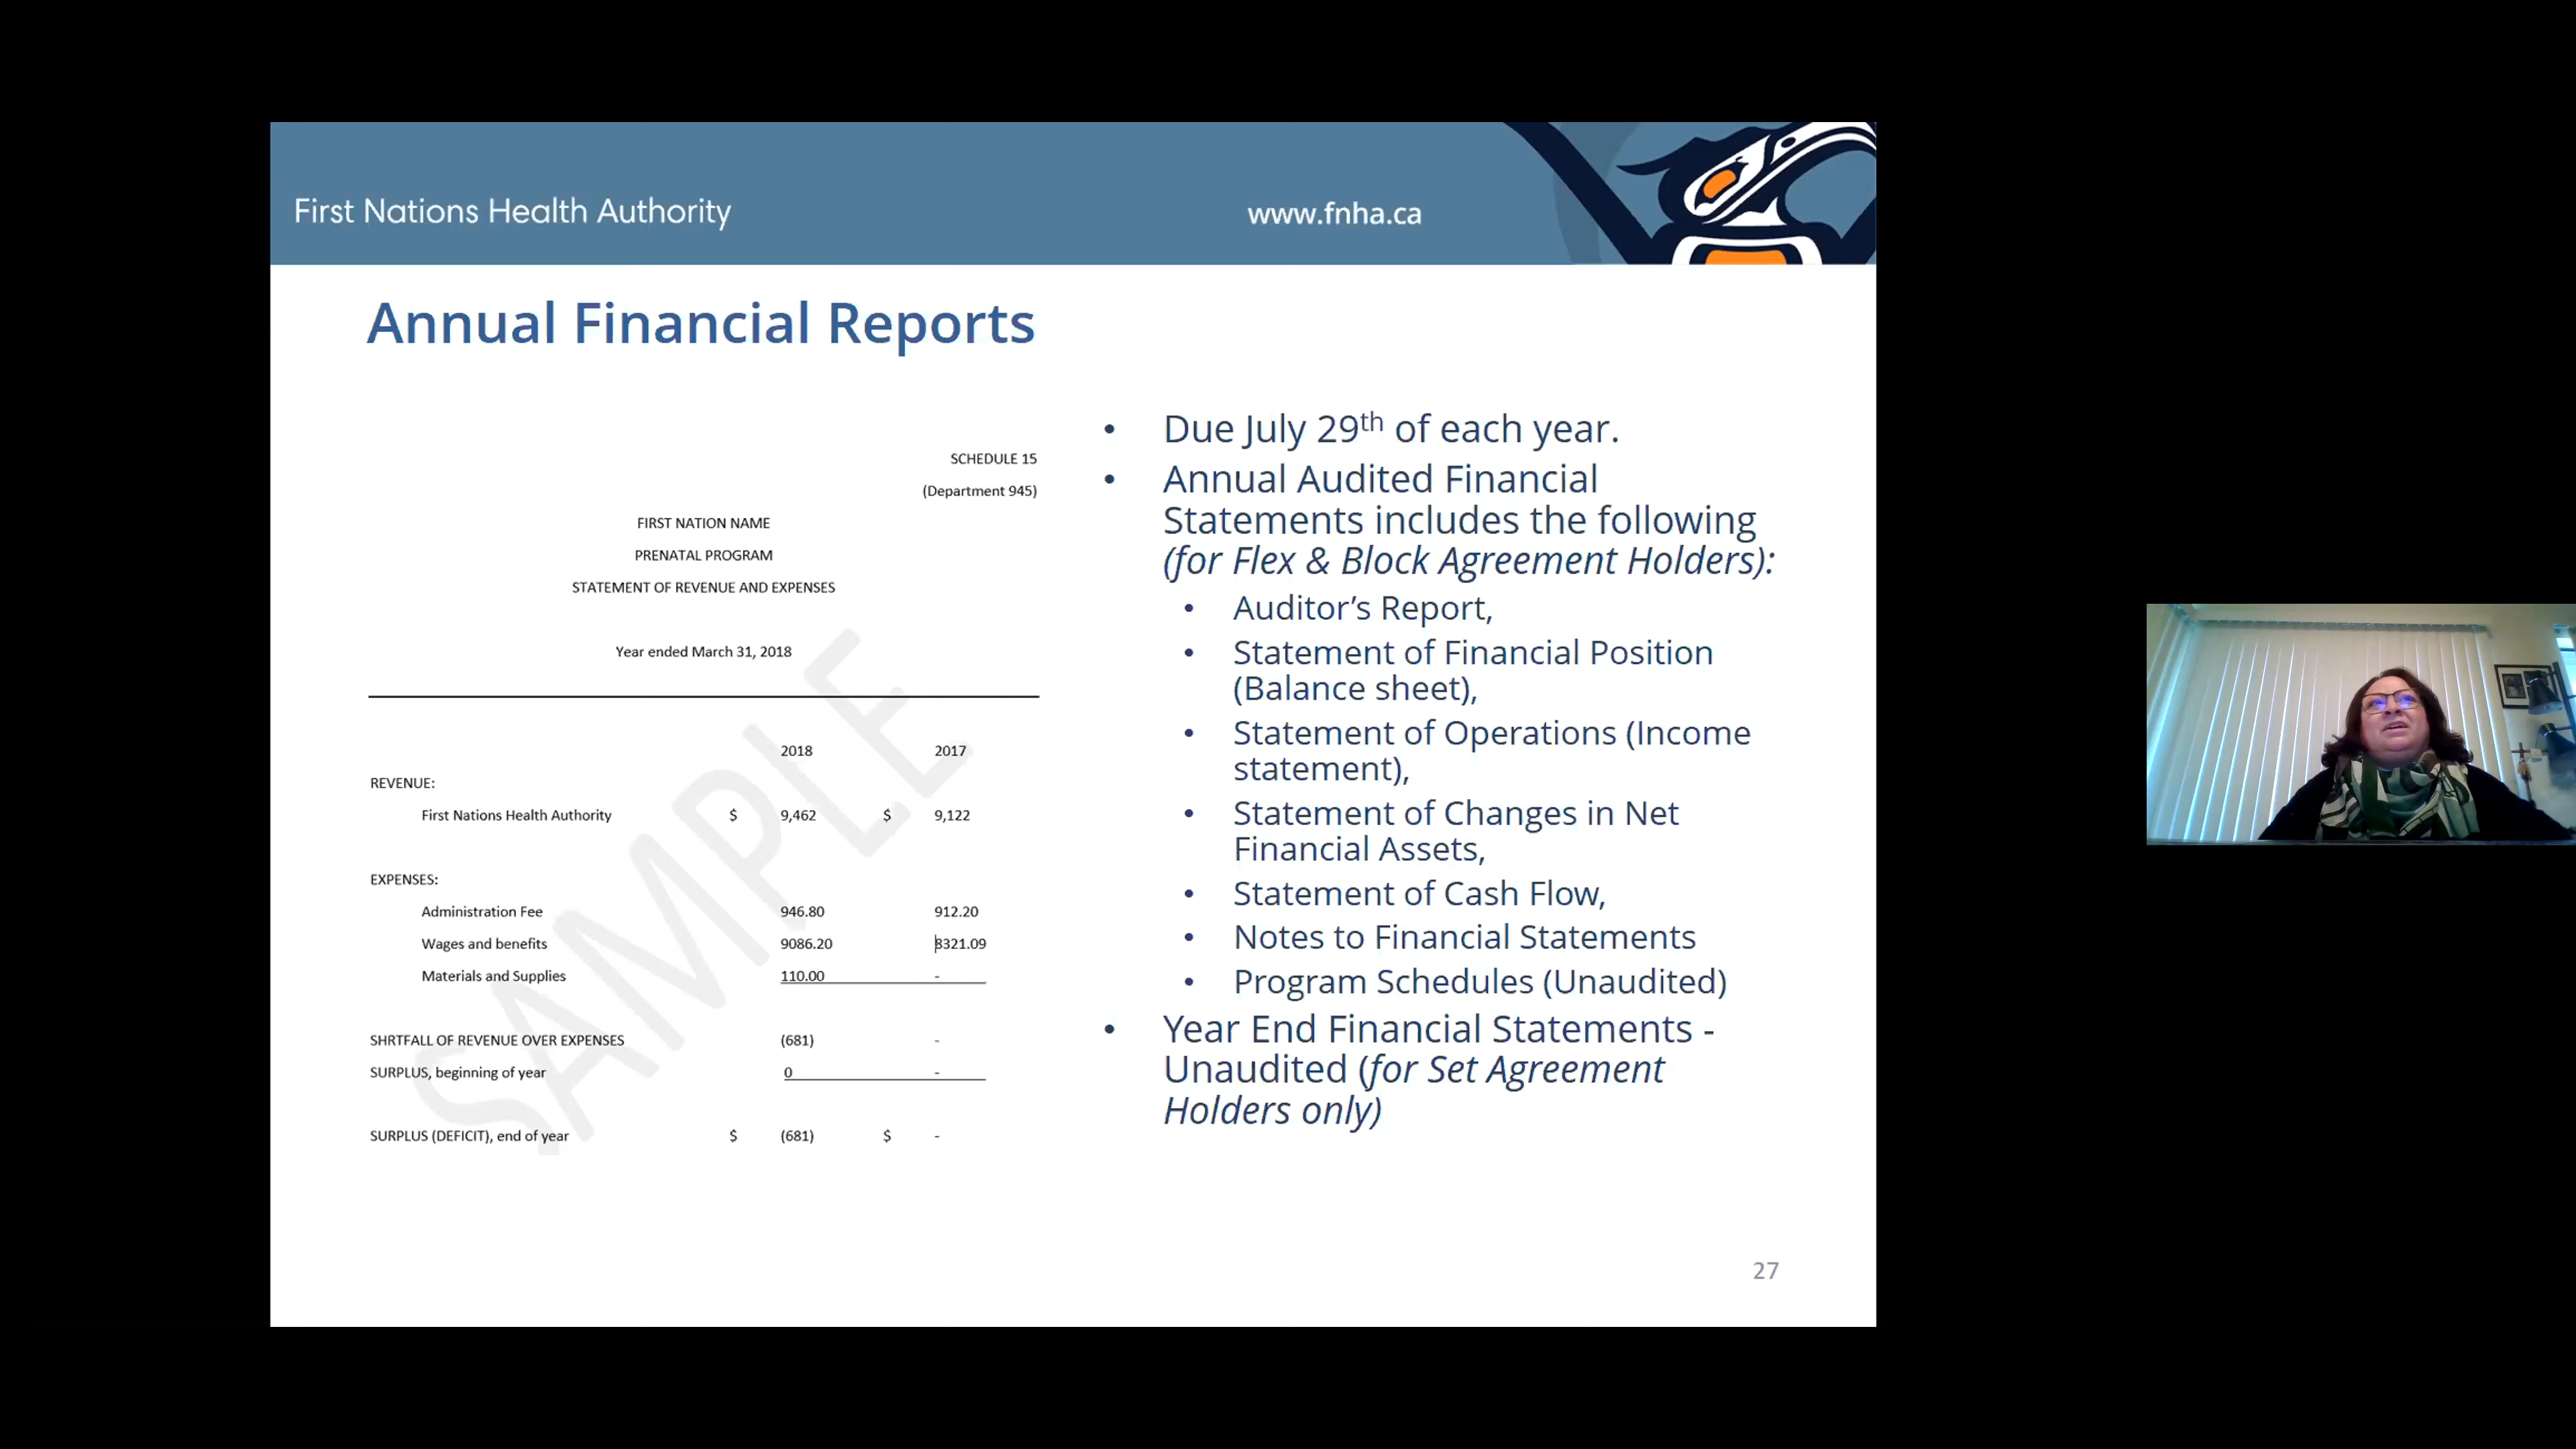 First Nations Health Authority
www.fnha.ca
Annual Financial Reports
SCHEDULE 15
(Department 945)
FIRST NATION NAME
PRENATAL PROGRAM
STATEMENT OF REVENUE AND EXPENSES
Year ended March 31, 2018
2018 2017
REVENUE:
First Nations Health Authority $ 9,462 $ 9,122
EXPENSES:
Administration Fee 946.80 912.20
Wages and benefits 9086.20 8321.09
Materials and Supplies 110.00 -
SHRTFALL OF REVENUE OVER EXPENSES (681) -
SURPLUS, beginning of year 0 -
SURPLUS (DEFICIT), end of year $ (681) $ -
SAMPLE
• Due July 29th of each year.
• Annual Audited Financial
Statements includes the following
(for Flex & Block Agreement Holders):
• Auditor’s Report,
• Statement of Financial Position
(Balance sheet),
• Statement of Operations (Income
statement),
• Statement of Changes in Net
Financial Assets,
• Statement of Cash Flow,
• Notes to Financial Statements
• Program Schedules (Unaudited)
• Year End Financial Statements -
Unaudited (for Set Agreement
Holders only)
27